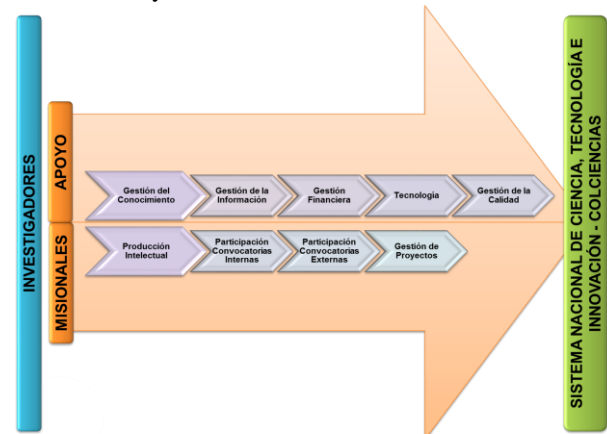 INVESTIGADORES
APOYO
Gestión del
Conocimiento
Gestión de la
Información
Gestión
Financiera
Tecnología
Gestión de la
Calidad
MISIONALES
Producción
Intelectual
Participación
Convocatorias
Internas
Participación
Convocatorias
Externas
Gestión de
Proyectos
SISTEMA NACIONAL DE CIENCIA, TECNOLOGÍA E
INNOVACIÓN - COLCIENCIAS